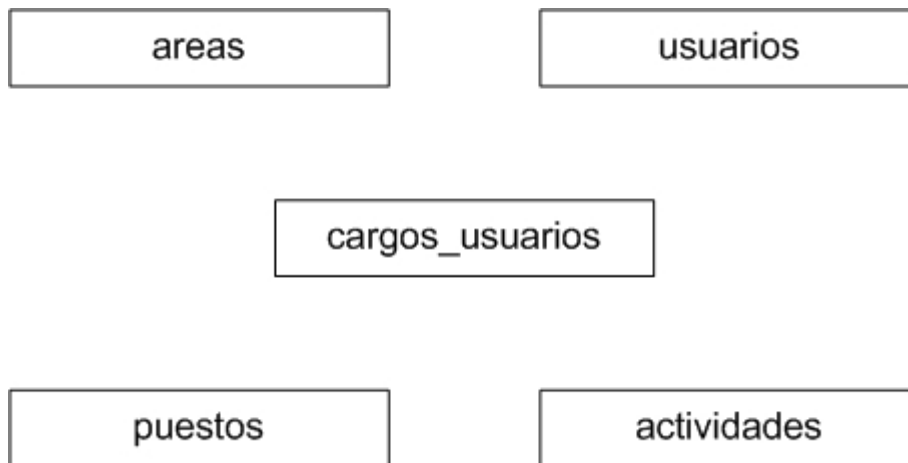 areas
usuarios
cargos_usuarios
puestos
actividades